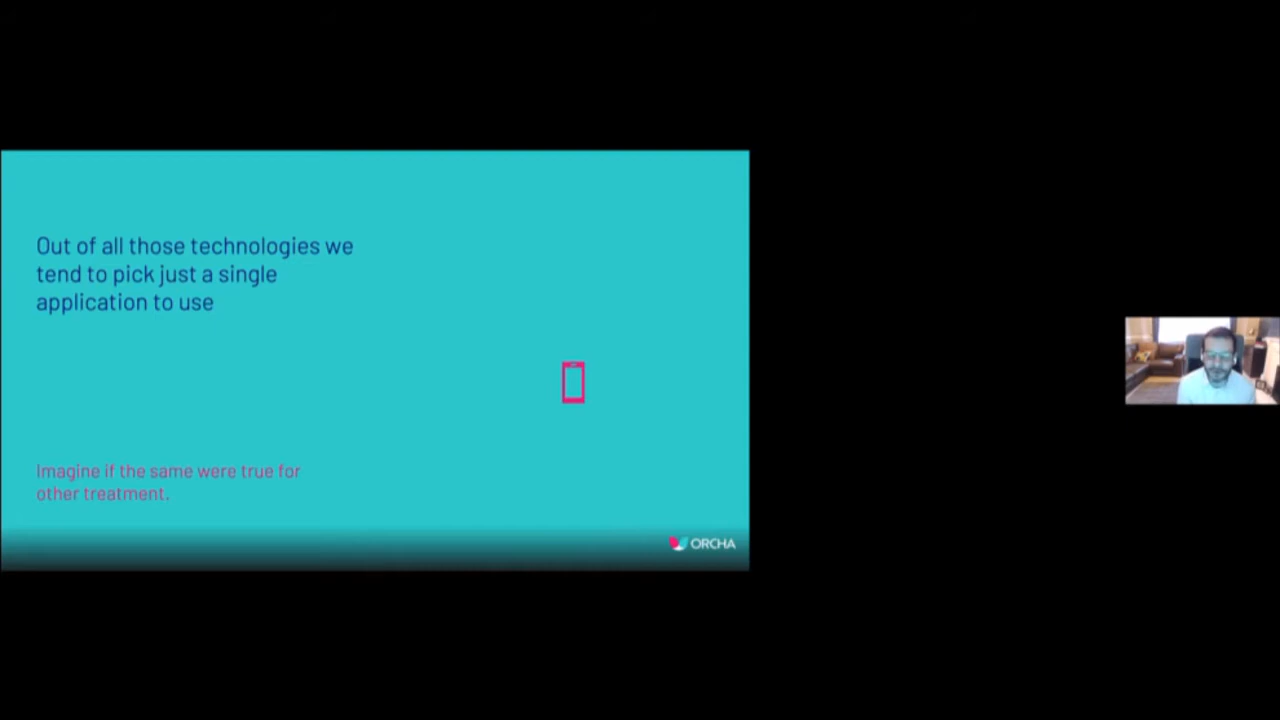 Out of all those technologies we
tend to pick just a single
application to use
Imagine if the same were true for
other treatment.
ORCHA